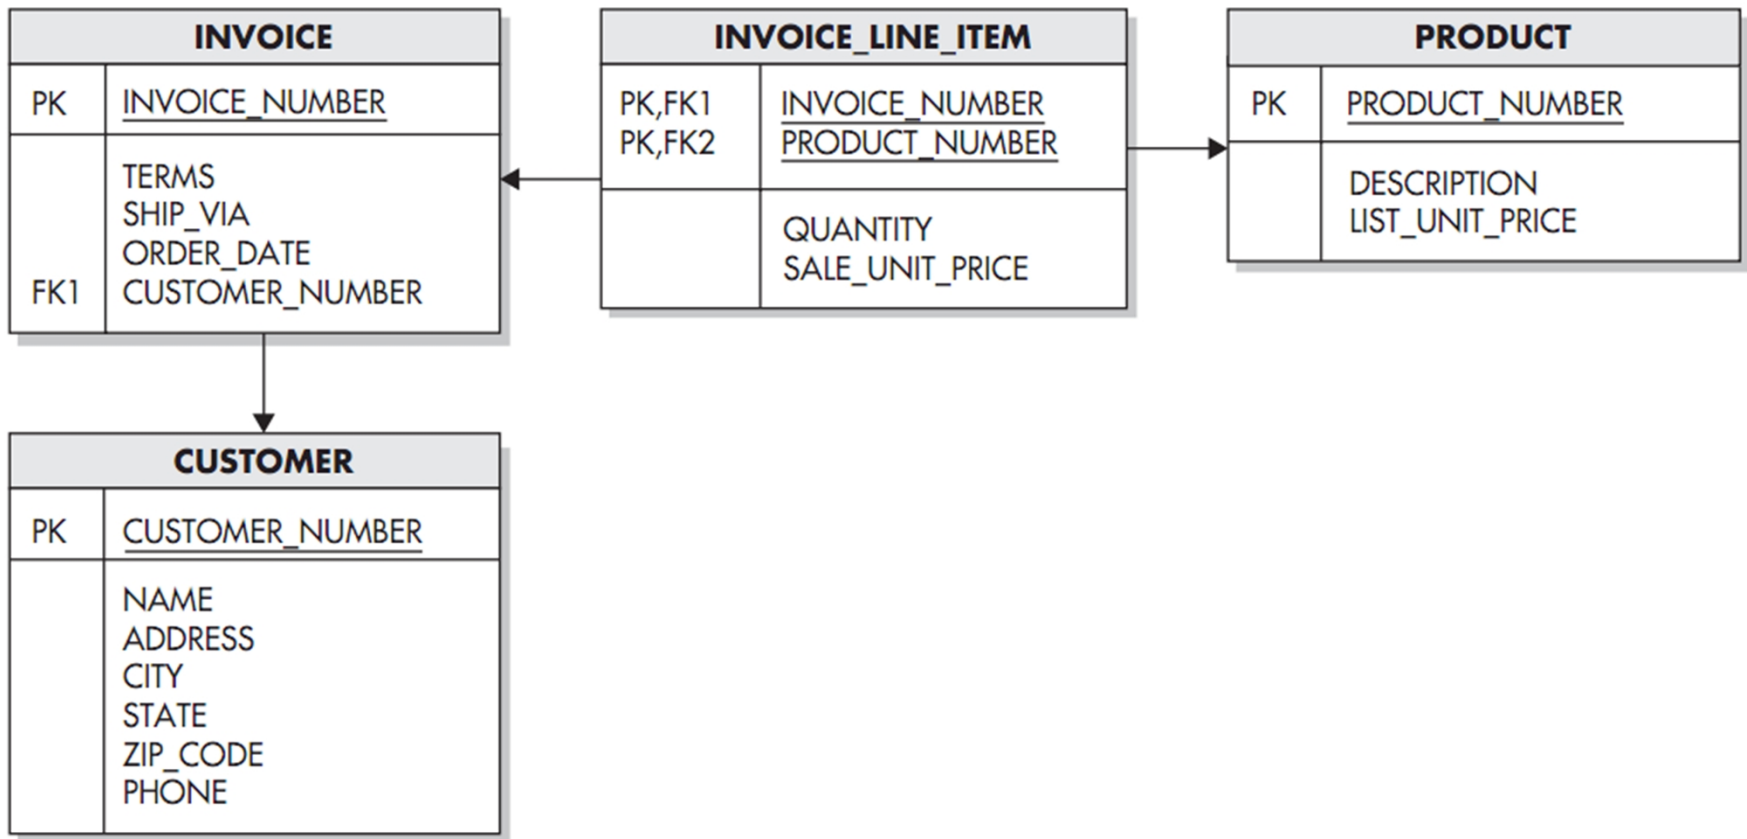 INVOICE
PK INVOICE_NUMBER
TERMS
SHIP_VIA
ORDER_DATE
FK1 CUSTOMER_NUMBER
INVOICE_LINE_ITEM
PK,FK1 INVOICE_NUMBER
PK,FK2 PRODUCT_NUMBER
QUANTITY
SALE_UNIT_PRICE
PRODUCT
PK PRODUCT_NUMBER
DESCRIPTION
LIST_UNIT_PRICE
CUSTOMER
PK CUSTOMER_NUMBER
NAME
ADDRESS
CITY
STATE
ZIP_CODE
PHONE